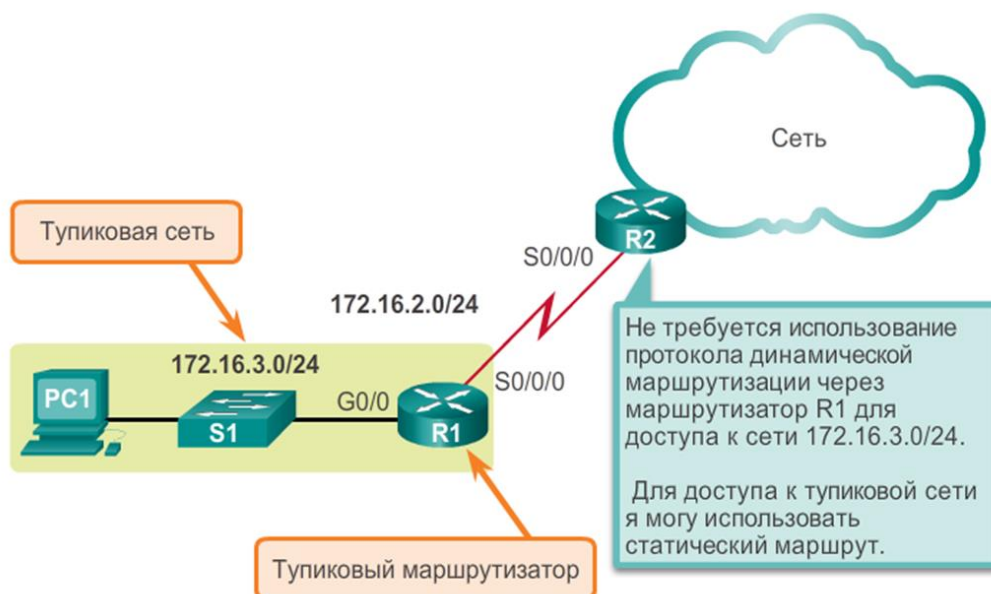 Сеть
R2
S0/0/0
Тупиковая сеть
172.16.2.0/24
Не требуется использование
протокола динамической
маршрутизации через
маршрутизатор R1 для
доступа к сети 172.16.3.0/24.
Для доступа к тупиковой сети
я могу использовать
статический маршрут.
172.16.3.0/24
S0/0/0
PC1
S1
G0/0
R1
Тупиковый маршрутизатор